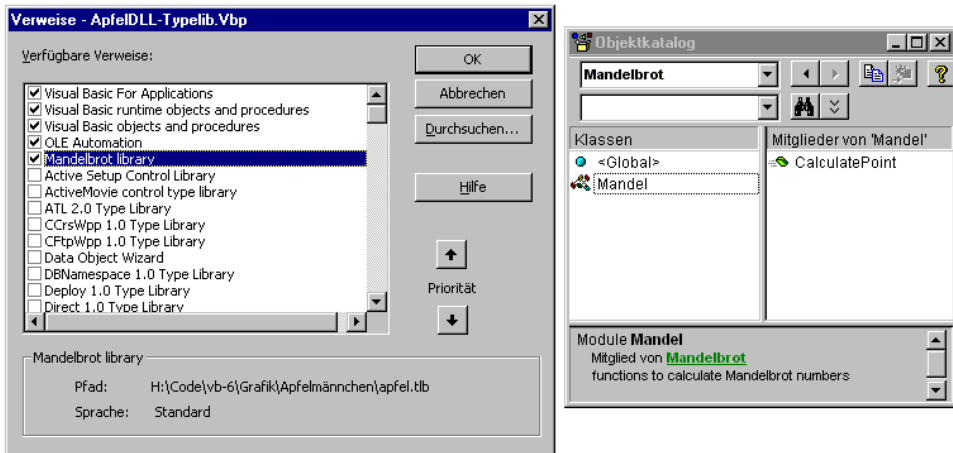 Verweise - ApfelDLL-Typelib.Vbp
Verfügbare Verweise:
Visual Basic For Applications
Visual Basic runtime objects and procedures
Visual Basic objects and procedures
OLE Automation
Mandelbrot library
Active Setup Control Library
ActiveMovie control type library
ATL 2.0 Type Library
CCrsWpp 1.0 Type Library
CFtpWpp 1.0 Type Library
Data Object Wizard
DBNamespace 1.0 Type Library
Deploy 1.0 Type Library
Direct 1.0 Type Library
OK
Abbrechen
Durchsuchen...
Hilfe
Priorität
Mandelbrot library
Pfad: H:\Code\vb-6\Grafik\Apfelmännchen\apfel.tlb
Sprache: Standard
Objektkatalog
Mandelbrot
Klassen
<Global>
Mandel
Mitglieder von 'Mandel'
CalculatePoint
Module Mandel
Mitglied von Mandelbrot
functions to calculate Mandelbrot numbers